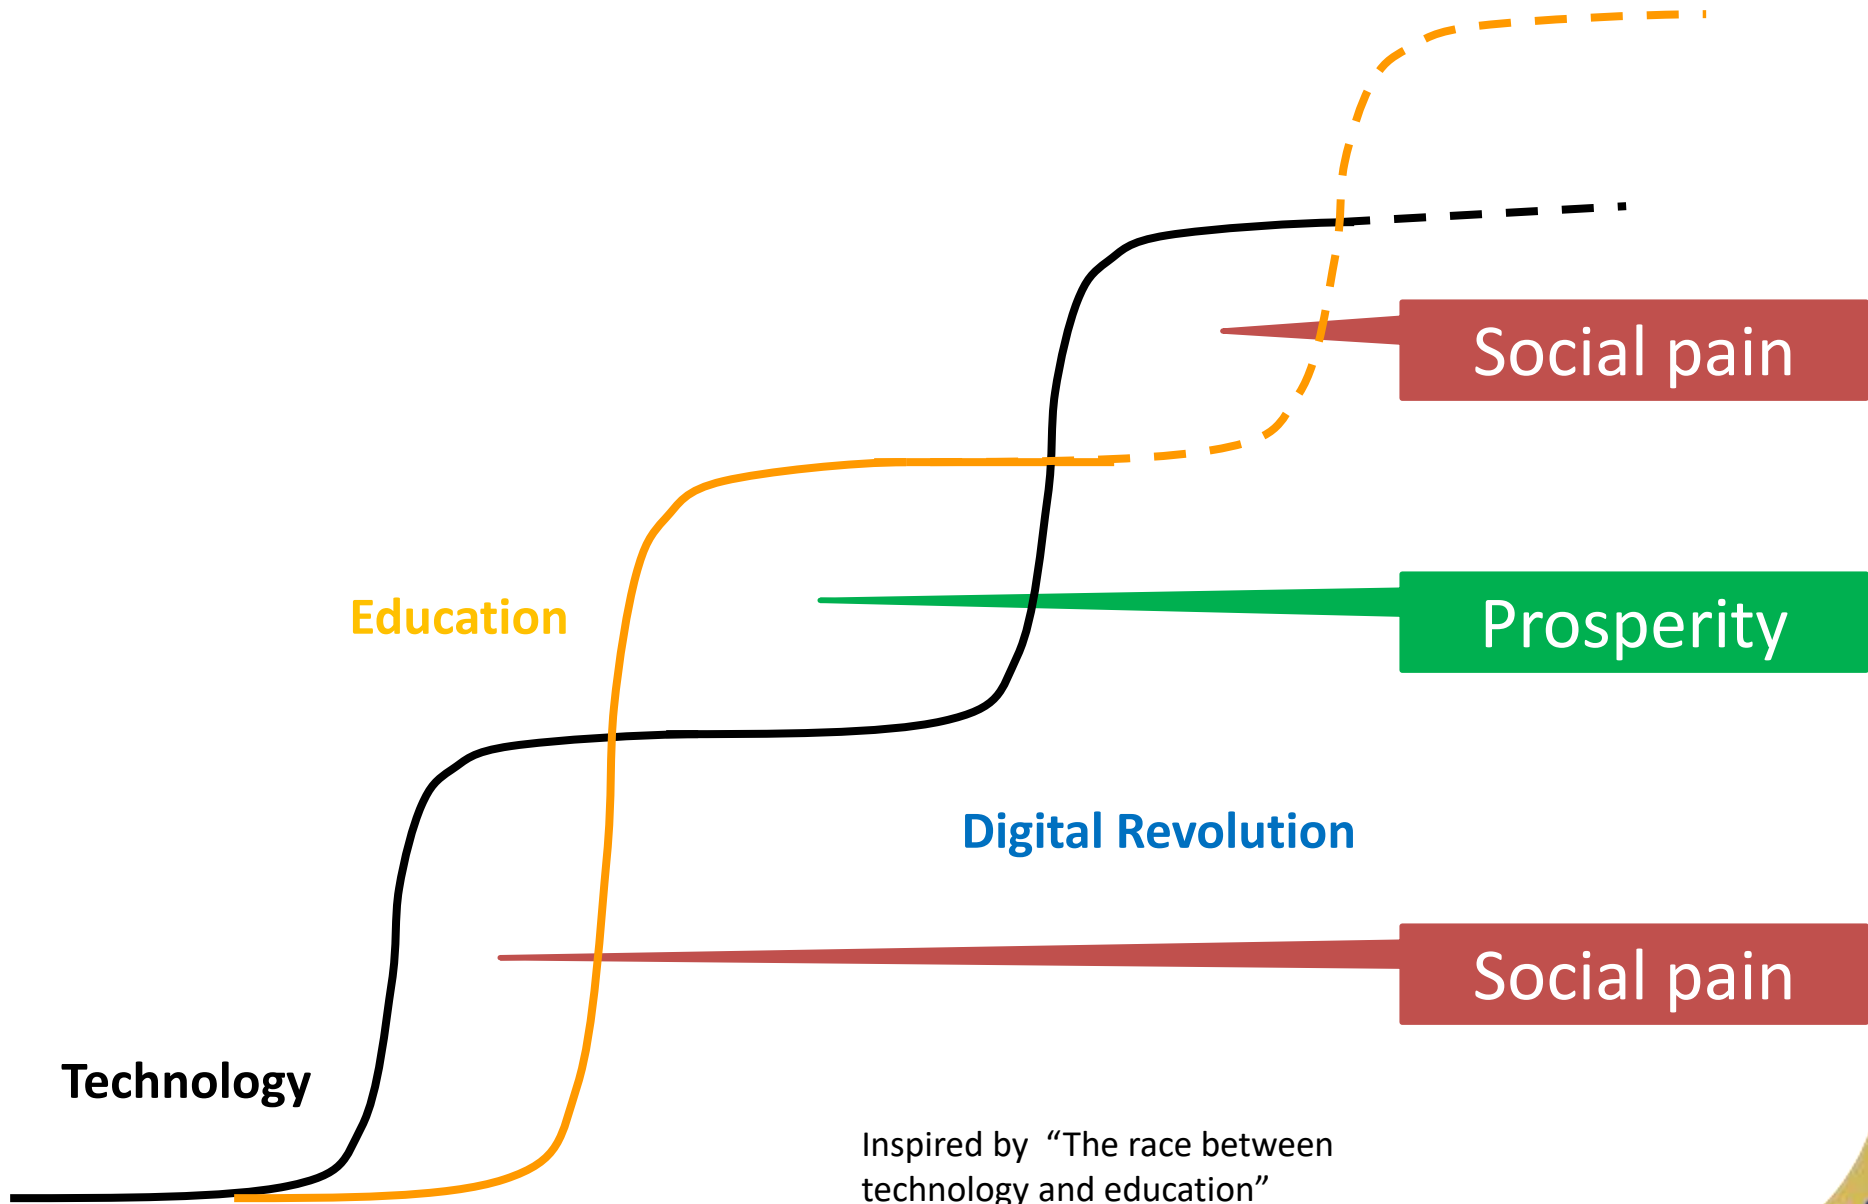 Social pain
Education
Prosperity
Digital Revolution
Social pain
Technology
Inspired by “The race between
technology and education”